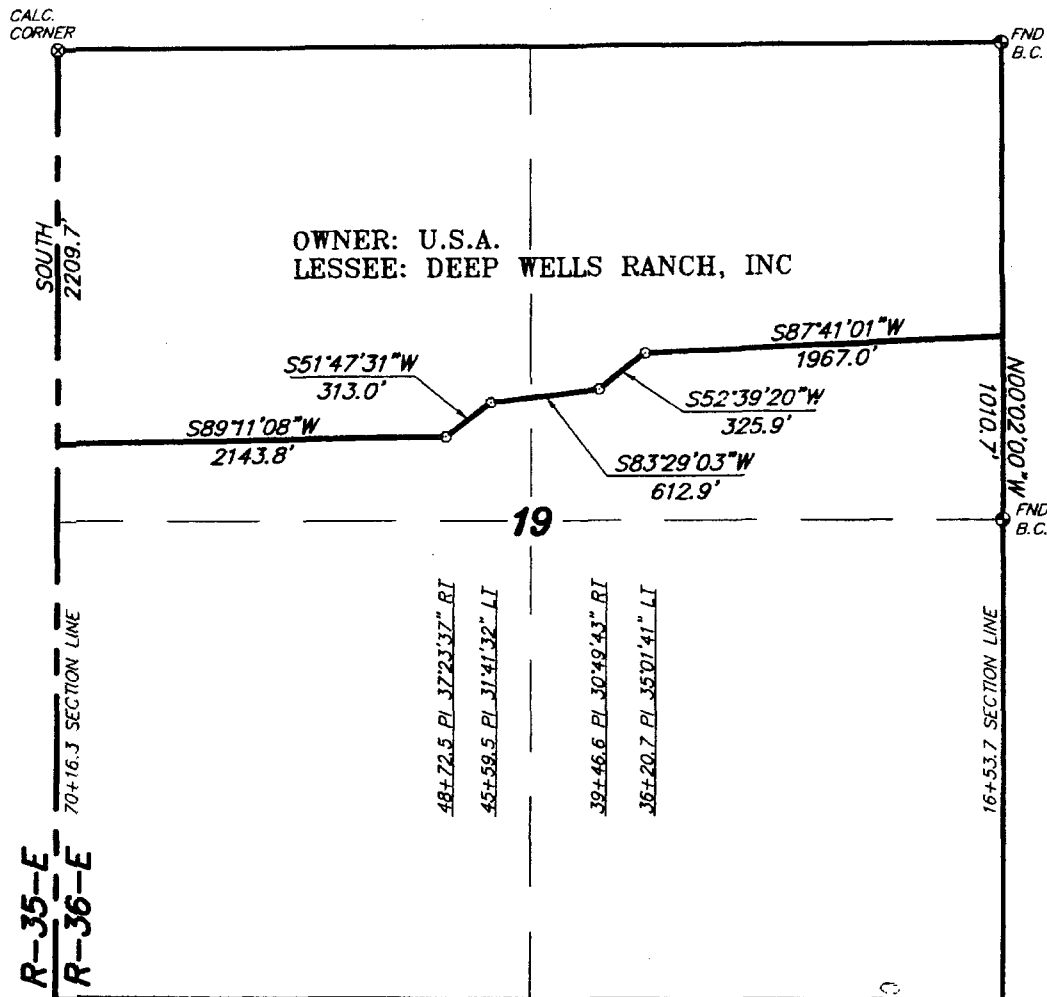 CALC.
CORNER
FND
B.C.
SOUTH
2209.7'
OWNER: U.S.A.
LESSEE: DEEP WELLS RANCH, INC
S87°41'01"W
1967.0'
S51°47'31"W
313.0'
S52°39'20"W
325.9'
N00°02'00"W
1010.7'
S89°11'08"W
2143.8'
S83°29'03"W
612.9'
19
FND
B.C.
70+16.3 SECTION LINE
48+72.5 PI 37°23'37" RT
45+59.5 PI 31°41'32" LT
39+46.6 PI 30°49'43" RT
36+20.7 PI 35°01'41" LT
16+53.7 SECTION LINE
R-35-E
R-36-E